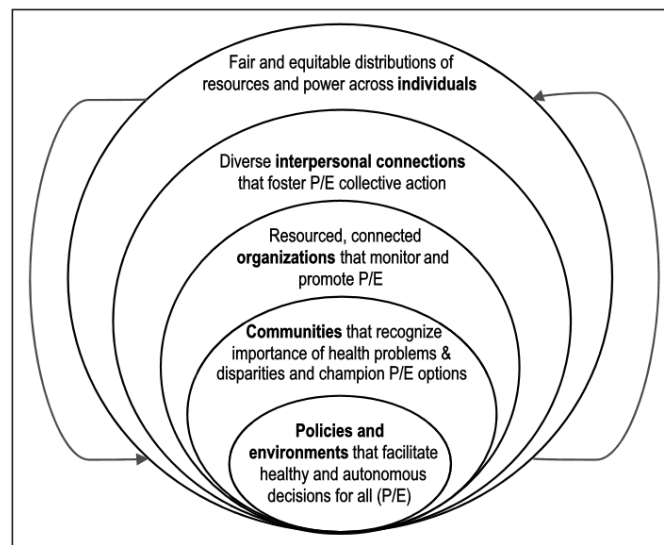 Fair and equitable distributions of
resources and power across individuals
Diverse interpersonal connections
that foster P/E collective action
Resourced, connected
organizations that monitor and
promote P/E
Communities that recognize
importance of health problems &
disparities and champion P/E options
Policies and
environments that facilitate
healthy and autonomous
decisions for all (P/E)